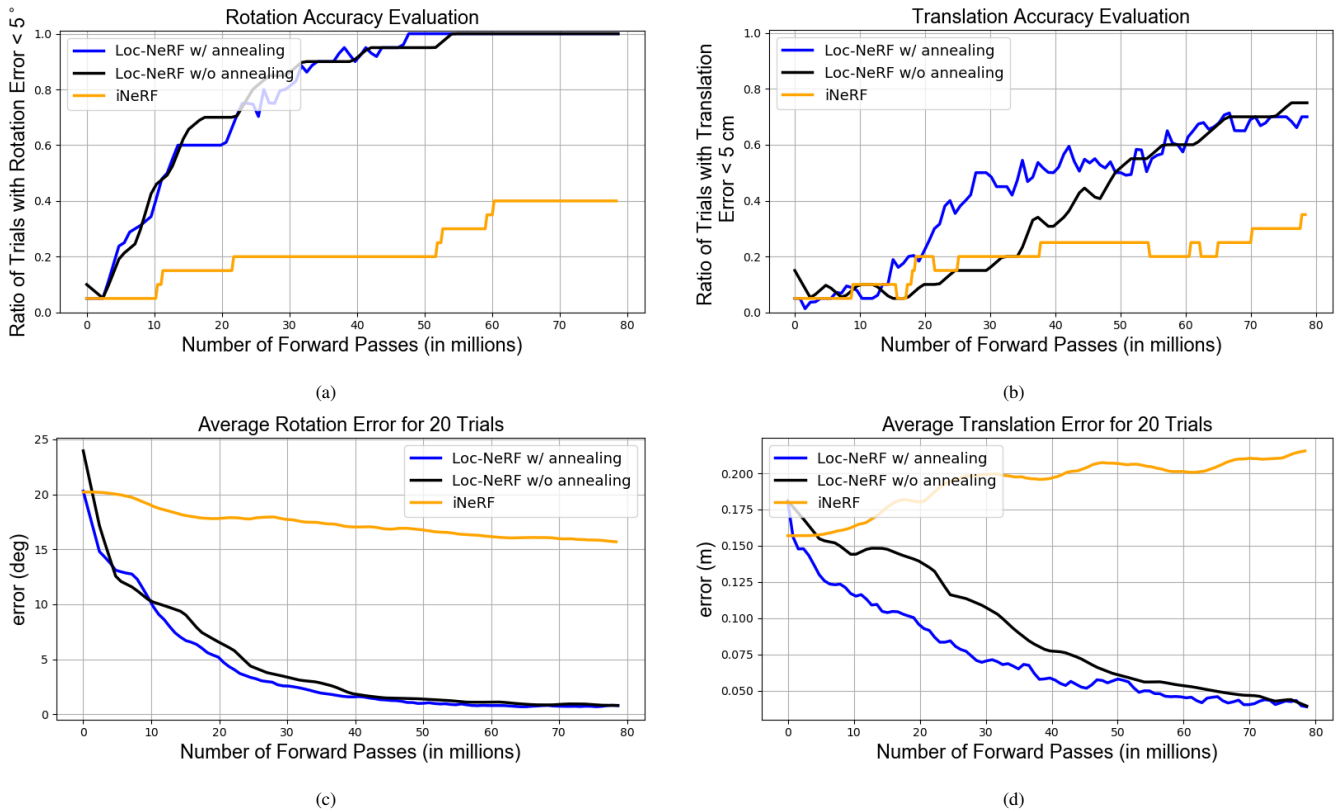 Rotation Accuracy Evaluation
Ratio of Trials with Rotation Error < 5°
1.0
0.8
0.6
0.4
0.2
0.0
Loc-NeRF w/ annealing
Loc-NeRF w/o annealing
iNeRF
0 10 20 30 40 50 60 70 80
Number of Forward Passes (in millions)
(a)
Translation Accuracy Evaluation
Ratio of Trials with Translation
Error < 5 cm
1.0
0.8
0.6
0.4
0.2
0.0
Loc-NeRF w/ annealing
Loc-NeRF w/o annealing
iNeRF
0 10 20 30 40 50 60 70 80
Number of Forward Passes (in millions)
(b)
Average Rotation Error for 20 Trials
error (deg)
25
20
15
10
5
0
Loc-NeRF w/ annealing
Loc-NeRF w/o annealing
iNeRF
0 10 20 30 40 50 60 70 80
Number of Forward Passes (in millions)
(c)
Average Translation Error for 20 Trials
error (m)
0.200
0.175
0.150
0.125
0.100
0.075
0.050
Loc-NeRF w/ annealing
Loc-NeRF w/o annealing
iNeRF
0 10 20 30 40 50 60 70 80
Number of Forward Passes (in millions)
(d)